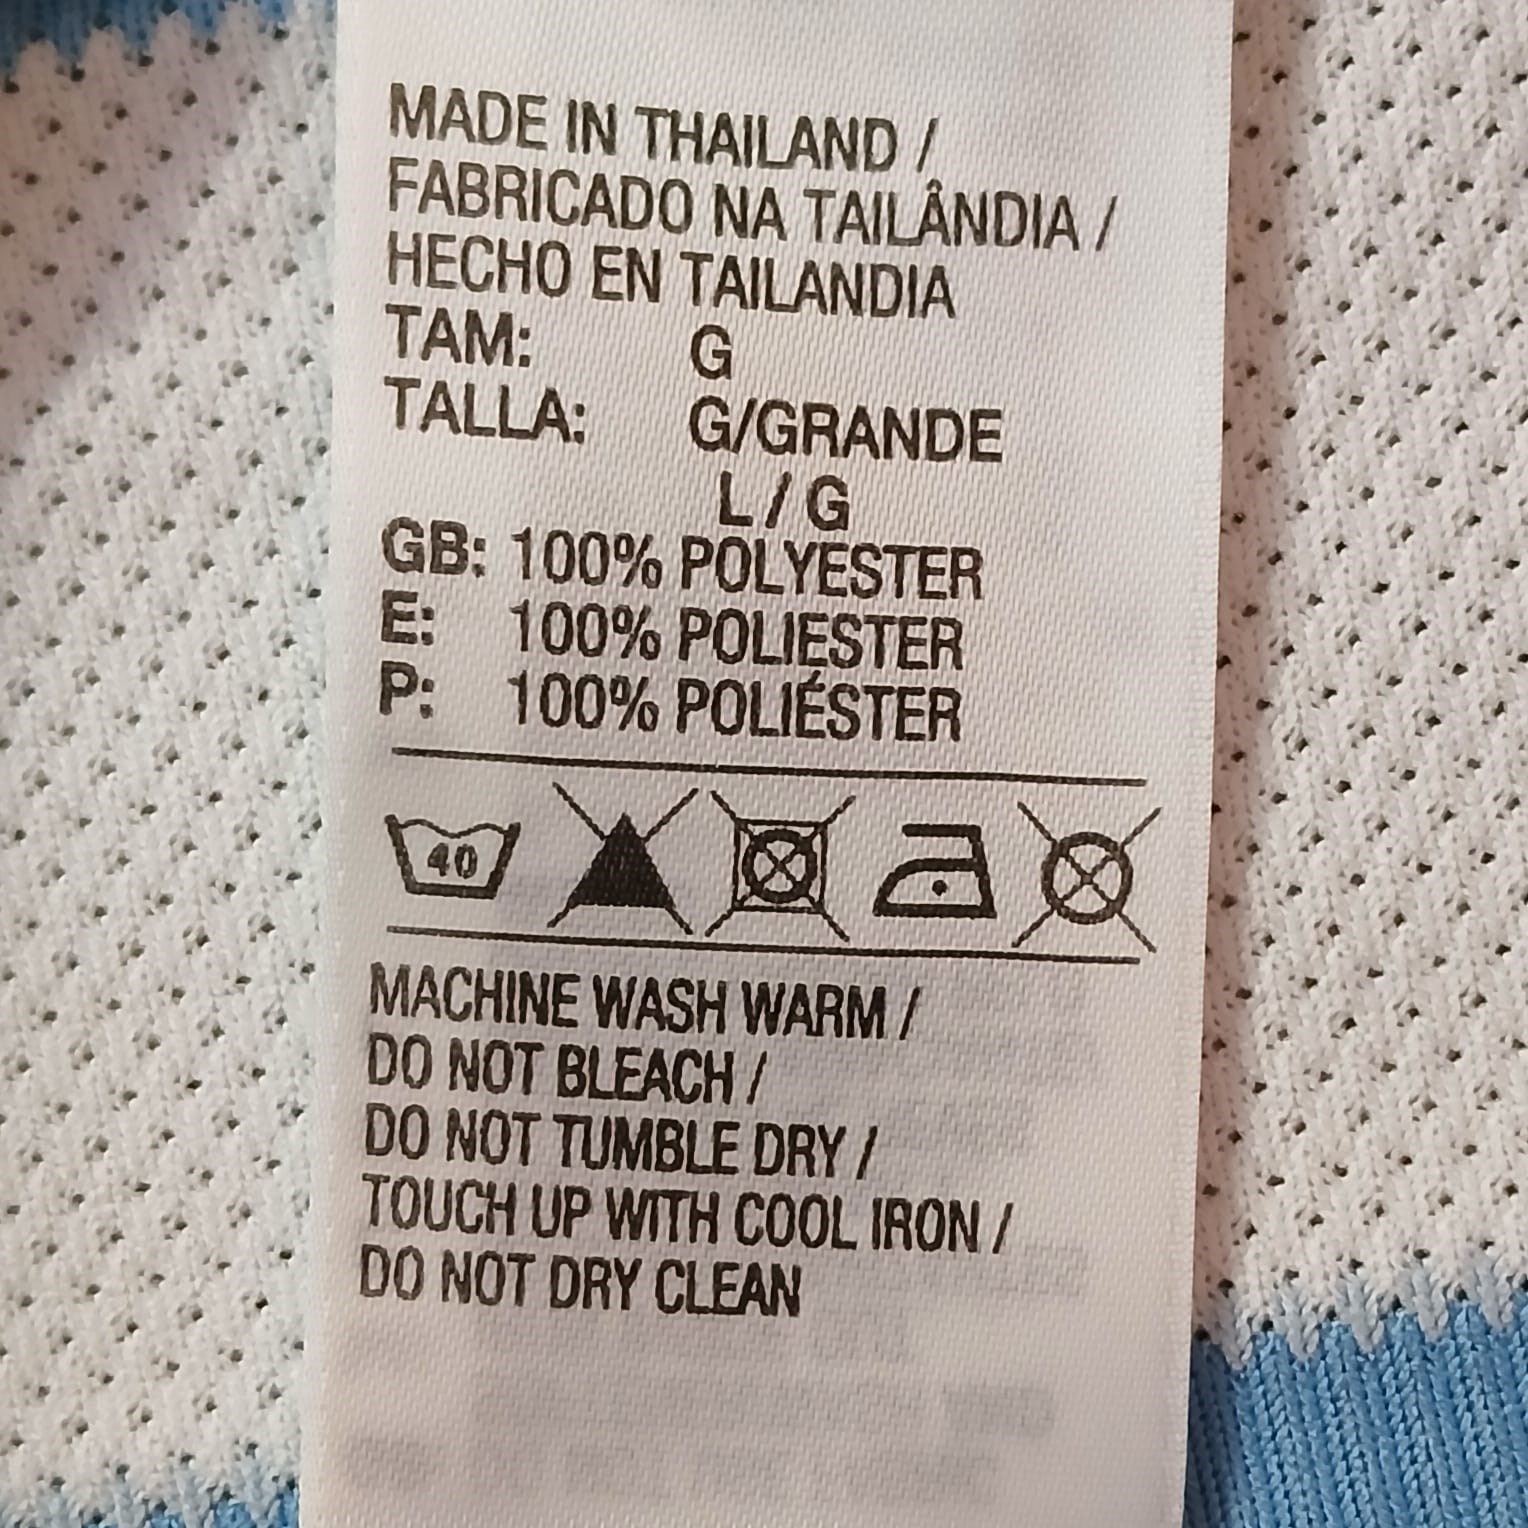 MADE IN THAILAND /
FABRICADO NA TAILÂNDIA /
HECHO EN TAILANDIA
TAM: G
TALLA: G/GRANDE
L / G
GB: 100% POLYESTER
E: 100% POLIESTER
P: 100% POLIÉSTER
40
MACHINE WASH WARM /
DO NOT BLEACH /
DO NOT TUMBLE DRY /
TOUCH UP WITH COOL IRON /
DO NOT DRY CLEAN